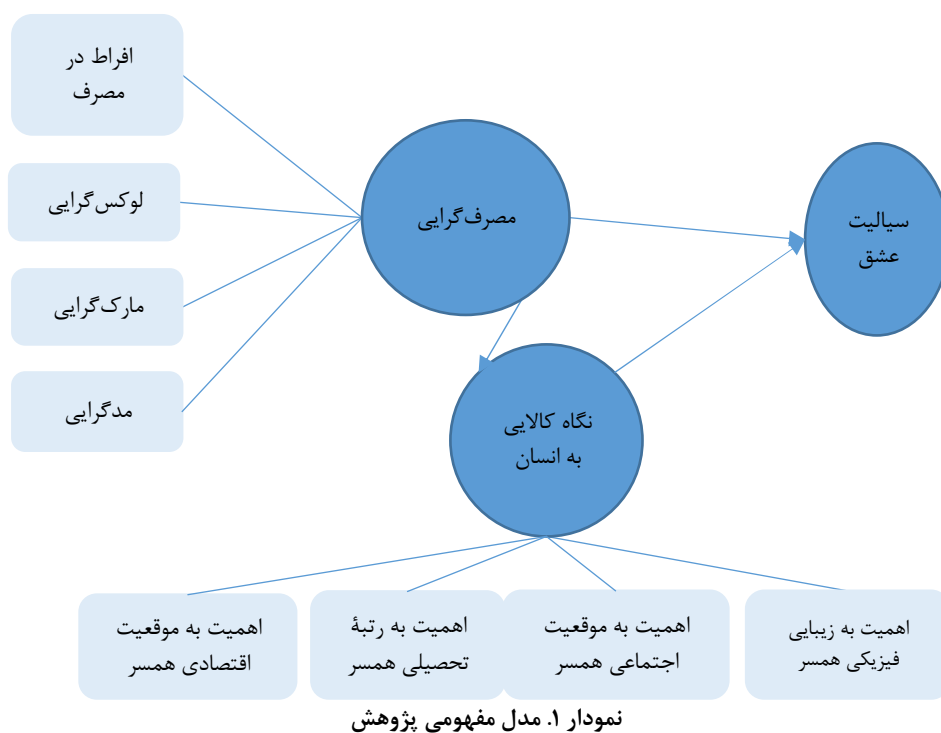 افراط در
مصرف
لوکس‌گرایی
مارک‌گرایی
مدگرایی
مصرف‌گرایی
سیالیت
عشق
نگاه کالایی
به انسان
اهمیت به زیبایی
فیزیکی همسر
اهمیت به موقعیت
اجتماعی همسر
اهمیت به رتبهٔ
تحصیلی همسر
اهمیت به موقعیت
اقتصادی همسر
نمودار ۱. مدل مفهومی پژوهش